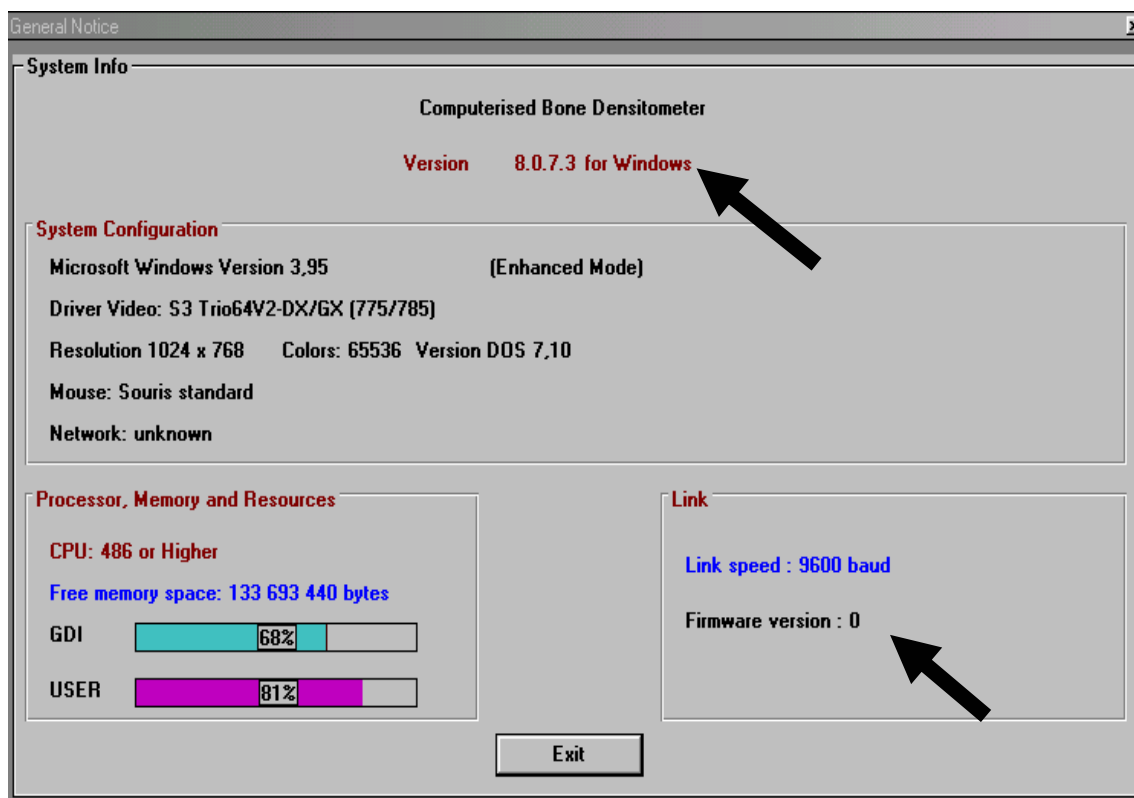 General Notice
System Info
Computerised Bone Densitometer
Version 8.0.7.3 for Windows
System Configuration
Microsoft Windows Version 3,95 (Enhanced Mode)
Driver Video: S3 Trio64V2-DX/GX (775/785)
Resolution 1024 x 768 Colors: 65536 Version DOS 7,10
Mouse: Souris standard
Network: unknown
Processor, Memory and Resources
CPU: 486 or Higher
Free memory space: 133 693 440 bytes
GDI 68%
USER 81%
Link
Link speed : 9600 baud
Firmware version : 0
Exit